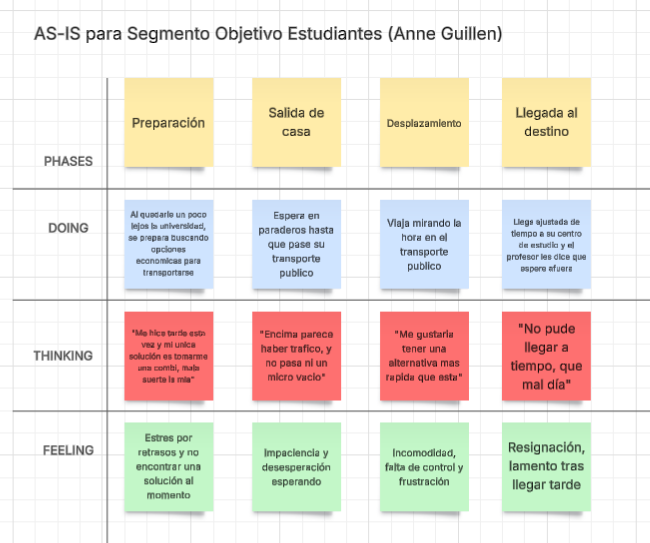 AS-IS para Segmento Objetivo Estudiantes (Anne Guillen)
PHASES
Preparación
Salida de
casa
Desplazamiento
Llegada al
destino
DOING
Al quedarle un poco
lejos la universidad,
se prepara buscando
opciones
economicas para
transportarse
Espera en
paraderos hasta
que pase su
transporte
publico
Viaja mirando la
hora en el
transporte
publico
Llega ajustada de
tiempo a su centro
de estudio y el
profesor les dice que
espere afuera
THINKING
"Me hice tarde esta
vez y mi unica
solución es tomarme
una combi, mala
suerte la mia"
"Encima parece
haber trafico, y
no pasa ni un
micro vacio"
"Me gustaria
tener una
alternativa mas
rapida que esta"
"No pude
llegar a
tiempo, que
mal día"
FEELING
Estres por
retrasos y no
encontrar una
solución al
momento
Impaciencia y
desesperación
esperando
Incomodidad,
falta de control y
frustración
Resignación,
lamento tras
llegar tarde